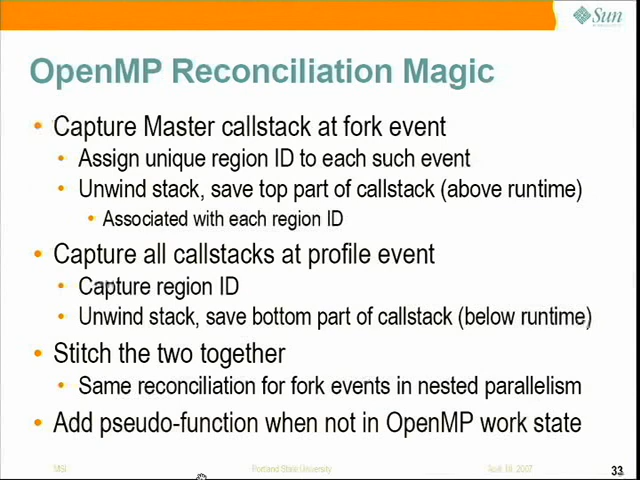 Sun
OpenMP Reconciliation Magic
• Capture Master callstack at fork event
• Assign unique region ID to each such event
• Unwind stack, save top part of callstack (above runtime)
• Associated with each region ID
• Capture all callstacks at profile event
• Capture region ID
• Unwind stack, save bottom part of callstack (below runtime)
• Stitch the two together
• Same reconciliation for fork events in nested parallelism
• Add pseudo-function when not in OpenMP work state
MSI Portland State University 2007 33